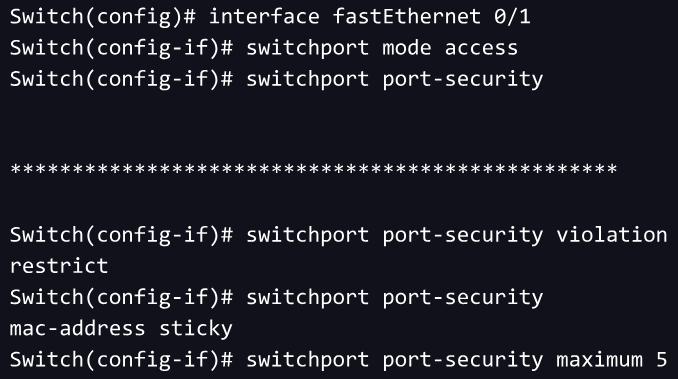 Switch(config)# interface fastEthernet 0/1
Switch(config-if)# switchport mode access
Switch(config-if)# switchport port-security
*************************************************
Switch(config-if)# switchport port-security violation
restrict
Switch(config-if)# switchport port-security
mac-address sticky
Switch(config-if)# switchport port-security maximum 5